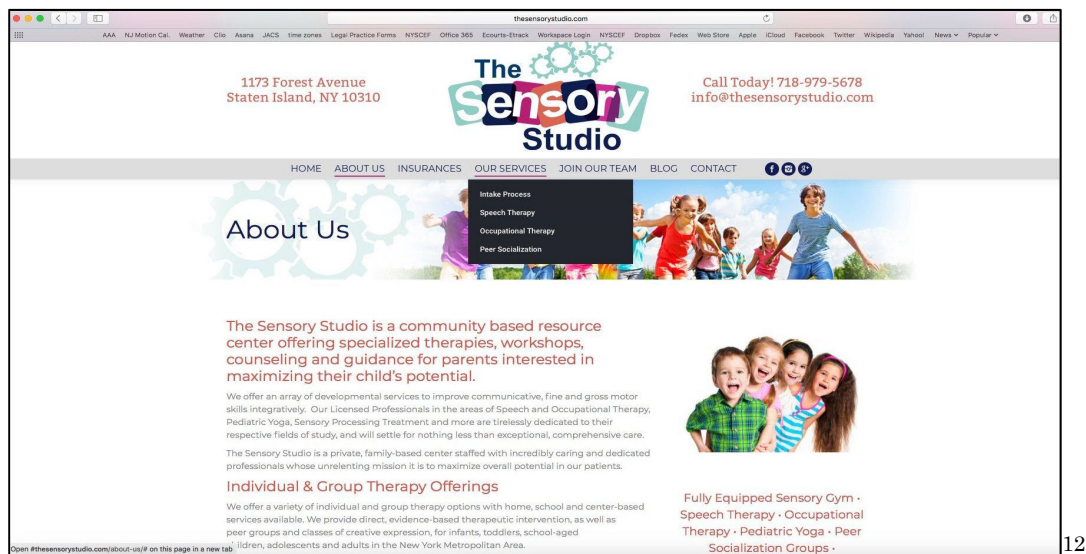 thesensorystudio.com
AAA NJ Motion Cal. Weather Clio Asana JACS time zones Legal Practice Forms NYSCEF Office 365 Ecourts-Etrack Workspace Login NYSCEF Dropbox Fedex Web Store Apple iCloud Facebook Twitter Wikipedia Yahoo! News Popular
1173 Forest Avenue
Staten Island, NY 10310
The
Sensory
Studio
Call Today! 718-979-5678
info@thesensorystudio.com
HOME ABOUT US INSURANCES OUR SERVICES JOIN OUR TEAM BLOG CONTACT
Intake Process
Speech Therapy
Occupational Therapy
Peer Socialization
About Us
The Sensory Studio is a community based resource
center offering specialized therapies, workshops,
counseling and guidance for parents interested in
maximizing their child's potential.
We offer an array of developmental services to improve communicative, fine and gross motor
skills integratively. Our Licensed Professionals in the areas of Speech and Occupational Therapy,
Pediatric Yoga, Sensory Processing Treatment and more are tirelessly dedicated to their
respective fields of study, and will settle for nothing less than exceptional, comprehensive care.
The Sensory Studio is a private, family-based center staffed with incredibly caring and dedicated
professionals whose unrelenting mission it is to maximize overall potential in our patients.
Individual & Group Therapy Offerings
We offer a variety of individual and group therapy options with home, school and center-based
services available. We provide direct, evidence-based therapeutic intervention, as well as
peer groups and classes of creative expression, for infants, toddlers, school-aged
children, adolescents and adults in the New York Metropolitan Area.
Fully Equipped Sensory Gym •
Speech Therapy • Occupational
Therapy • Pediatric Yoga • Peer
Socialization Groups •
Open #thesensorystudio.com/about-us/# on this page in a new tab
12